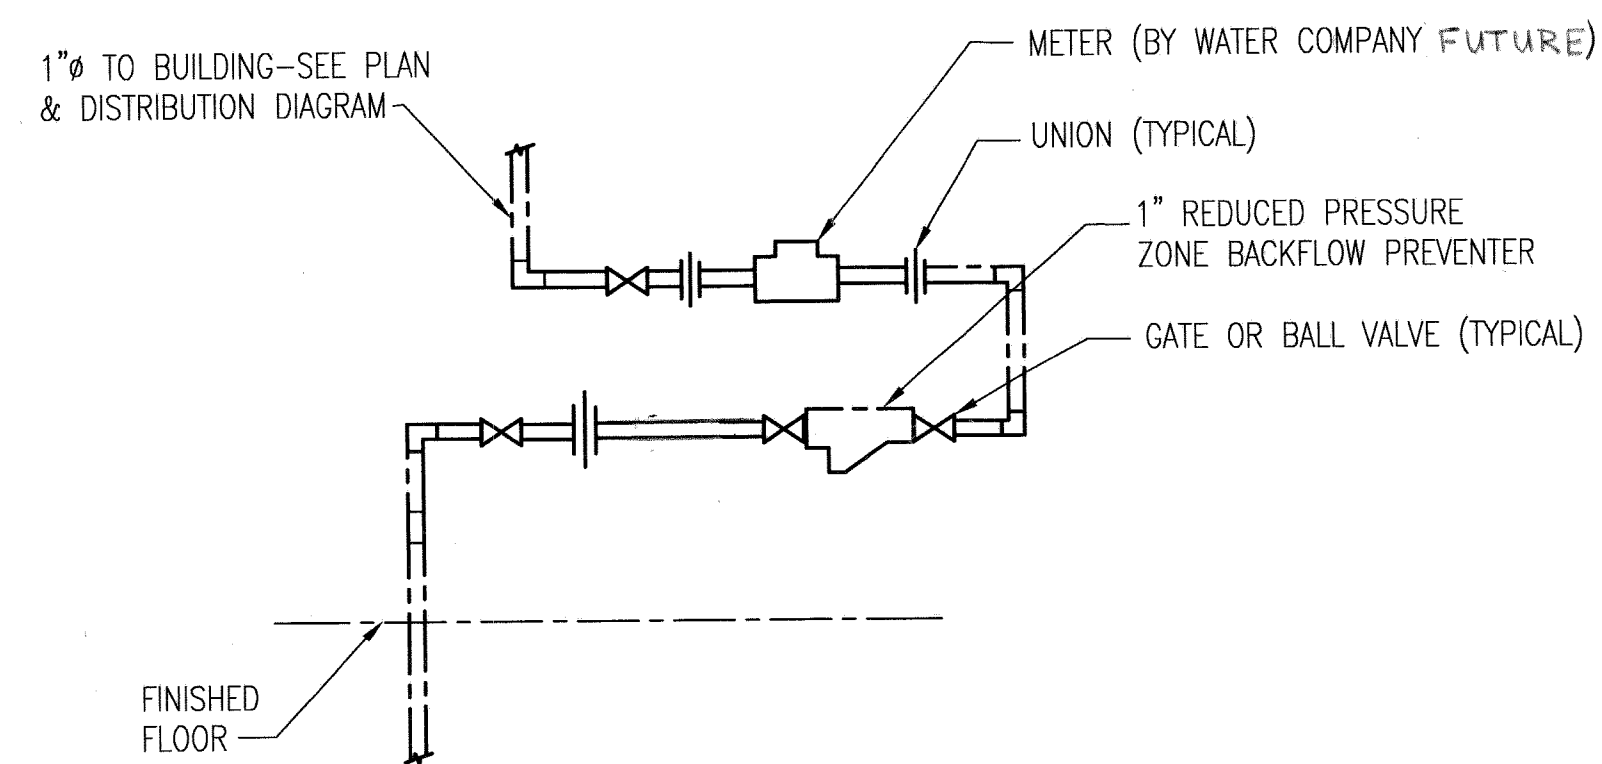 1"ø TO BUILDING-SEE PLAN
& DISTRIBUTION DIAGRAM
METER (BY WATER COMPANY FUTURE)
UNION (TYPICAL)
1" REDUCED PRESSURE
ZONE BACKFLOW PREVENTER
GATE OR BALL VALVE (TYPICAL)
FINISHED
FLOOR